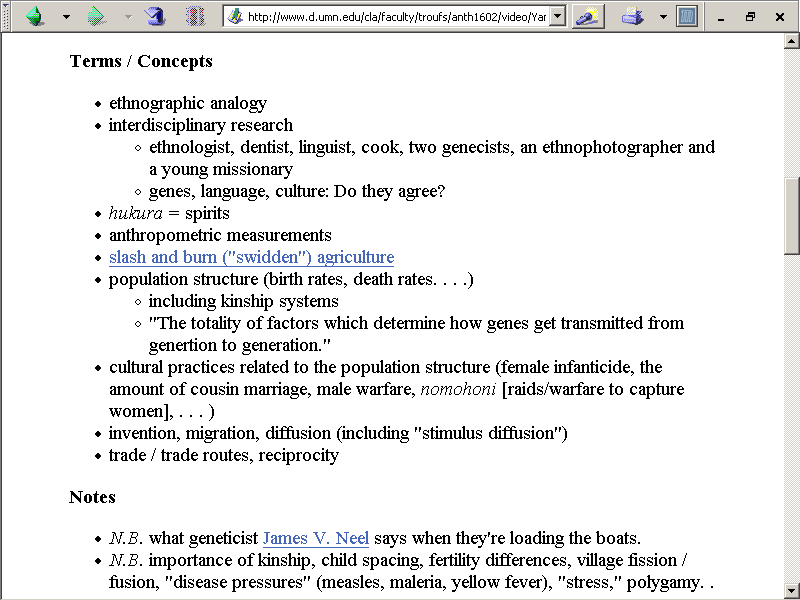 http://www.d.umn.edu/cla/faculty/troufs/anth1602/video/Yar
Terms / Concepts
• ethnographic analogy
• interdisciplinary research
◦ ethnologist, dentist, linguist, cook, two genecists, an ethnophotographer and
a young missionary
◦ genes, language, culture: Do they agree?
• hukura = spirits
• anthropometric measurements
• slash and burn ("swidden") agriculture
• population structure (birth rates, death rates. . . .)
◦ including kinship systems
◦ "The totality of factors which determine how genes get transmitted from
genertion to generation."
• cultural practices related to the population structure (female infanticide, the
amount of cousin marriage, male warfare, nomohoni [raids/warfare to capture
women], . . . )
• invention, migration, diffusion (including "stimulus diffusion")
• trade / trade routes, reciprocity
Notes
• N.B. what geneticist James V. Neel says when they're loading the boats.
• N.B. importance of kinship, child spacing, fertility differences, village fission /
fusion, "disease pressures" (measles, maleria, yellow fever), "stress," polygamy. .